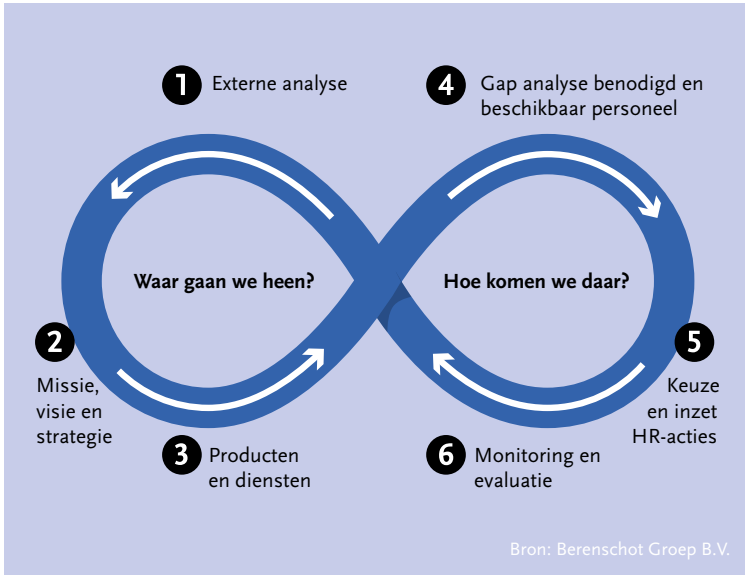 1 Externe analyse
4 Gap analyse benodigd en
beschikbaar personeel
Waar gaan we heen?
Hoe komen we daar?
2
Missie,
visie en
strategie
5
Keuze
en inzet
HR-acties
3 Producten
en diensten
6 Monitoring en
evaluatie
Bron: Berenschot Groep B.V.